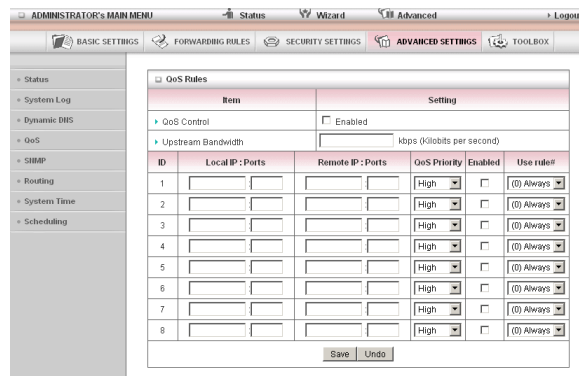 ADMINISTRATOR's MAIN MENU Status Wizard Advanced Logou
BASIC SETTINGS FORWARDING RULES SECURITY SETTINGS ADVANCED SETTINGS TOOLBOX
Status
System Log
Dynamic DNS
QoS
SNMP
Routing
System Time
Scheduling
QoS Rules
Item Setting
QoS Control Enabled
Upstream Bandwidth kbps (Kilobits per second)
ID Local IP : Ports Remote IP : Ports QoS Priority Enabled Use rule#
1 : : High (0) Always
2 : : High (0) Always
3 : : High (0) Always
4 : : High (0) Always
5 : : High (0) Always
6 : : High (0) Always
7 : : High (0) Always
8 : : High (0) Always
Save Undo